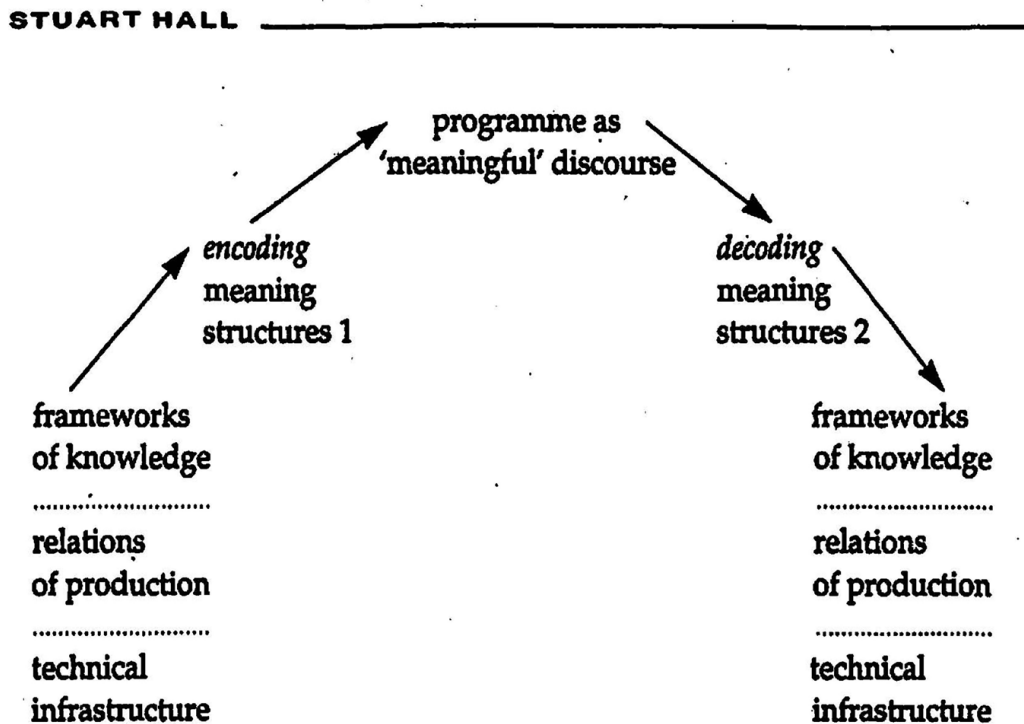 STUART HALL
programme as
'meaningful' discourse
encoding
meaning
structures 1
decoding
meaning
structures 2
frameworks
of knowledge
relations
of production
technical
infrastructure
frameworks
of knowledge
relations
of production
technical
infrastructure